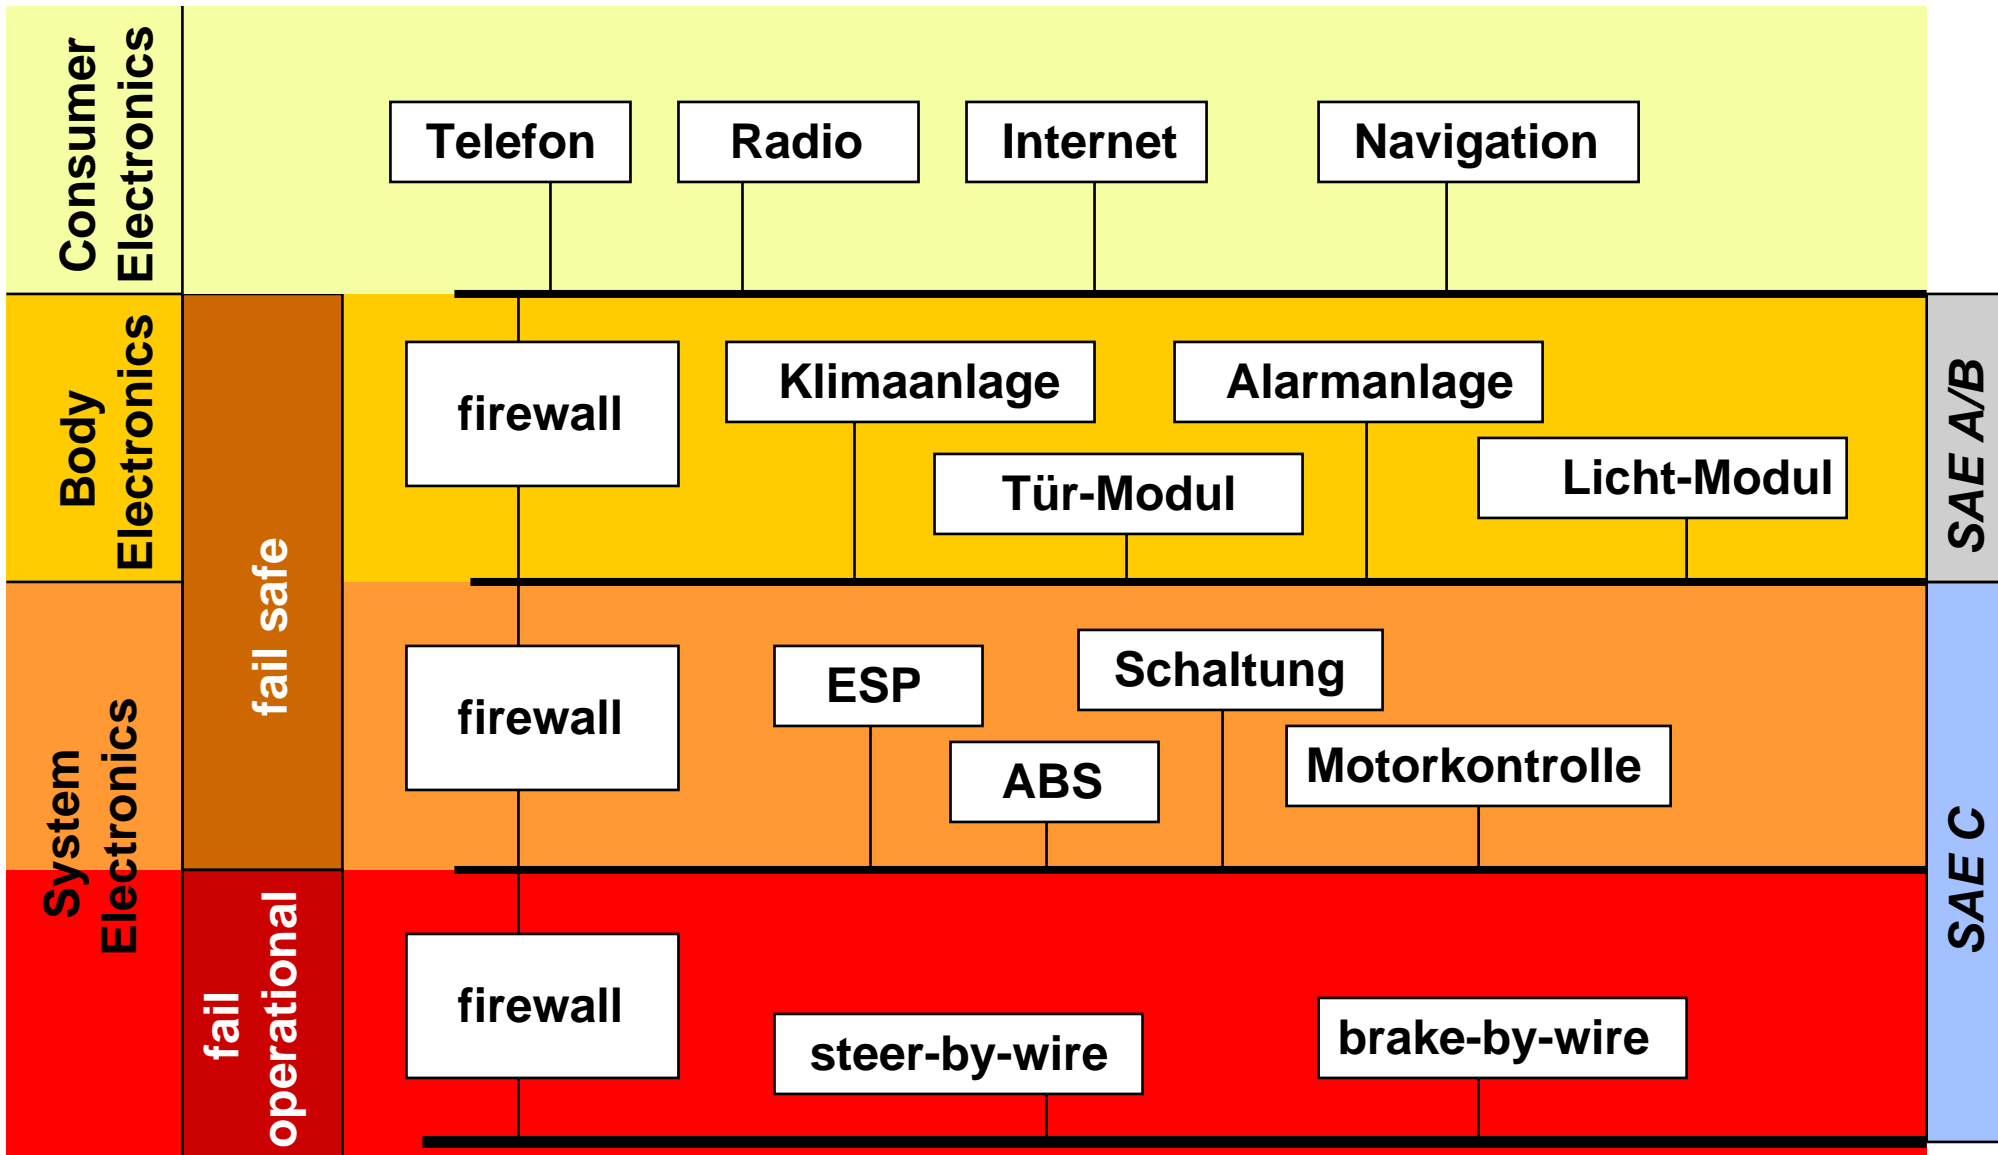 Consumer
Electronics
Telefon
Radio
Internet
Navigation
Body
Electronics
fail safe
firewall
Klimaanlage
Alarmanlage
Tür-Modul
Licht-Modul
SAE A/B
System
Electronics
firewall
ESP
Schaltung
ABS
Motorkontrolle
SAE C
fail
operational
firewall
steer-by-wire
brake-by-wire